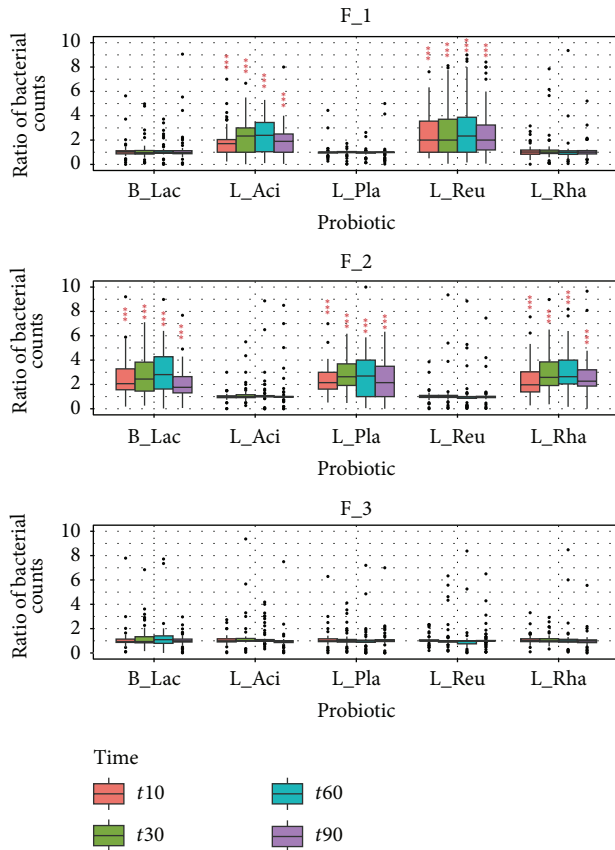 F_1
Ratio of bacterial
counts
10
8
6
4
2
0
*** *** *** *** *** *** *** ***
B_Lac L_Aci L_Pla L_Reu L_Rha
Probiotic
F_2
Ratio of bacterial
counts
10
8
6
4
2
0
*** *** *** *** *** *** *** *** *** *** *** ***
B_Lac L_Aci L_Pla L_Reu L_Rha
Probiotic
F_3
Ratio of bacterial
counts
10
8
6
4
2
0
B_Lac L_Aci L_Pla L_Reu L_Rha
Probiotic
Time
t10 t60
t30 t90